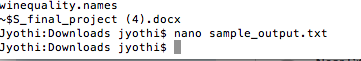 winequality.names
~$S_final_project (4).docx
Jyothi:Downloads jyothi$ nano sample_output.txt
Jyothi:Downloads jyothi$